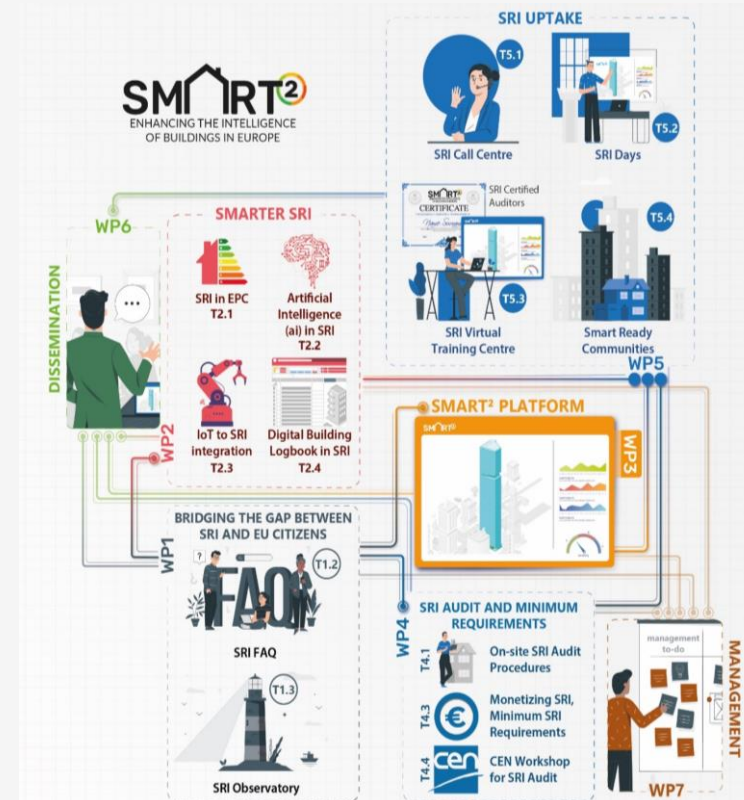 SRI UPTAKE
T5.1
SRI Call Centre
T5.2
SRI Days
SMART²
ENHANCING THE INTELLIGENCE
OF BUILDINGS IN EUROPE
SMART²
CERTIFICATE
SRI Certified
Auditors
T5.3
SRI Virtual
Training Centre
T5.4
Smart Ready
Communities
WP5
WP6
DISSEMINATION
SMARTER SRI
SRI in EPC
T2.1
Artificial
Intelligence
(ai) in SRI
T2.2
IoT to SRI
integration
T2.3
Digital Building
Logbook in SRI
T2.4
WP2
SMART² PLATFORM
SMART²
WP3
WP1
BRIDGING THE GAP BETWEEN
SRI AND EU CITIZENS
?
FAQ
T1.2
SRI FAQ
T1.3
SRI Observatory
WP4
SRI AUDIT AND MINIMUM
REQUIREMENTS
T4.1
On-site SRI Audit
Procedures
T4.3
€
Monetizing SRI,
Minimum SRI
Requirements
T4.4
cen
CEN Workshop
for SRI Audit
management
to-do
MANAGEMENT
WP7